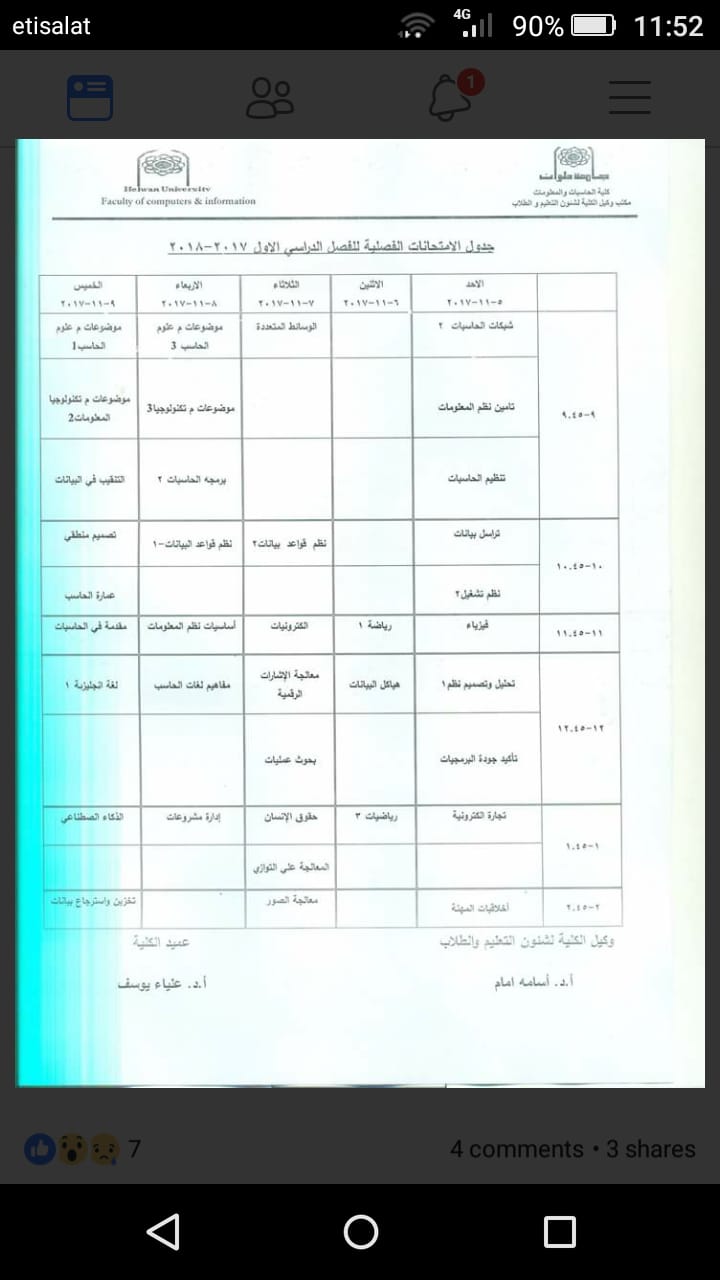 etisalat 4G 90% 11:52
1
Helwan University
Faculty of computers & information
جامعة حلوان
كلية الحاسبات والمعلومات
مكتب وكيل الكلية لشئون التعليم و الطلاب
جدول الامتحانات الفصلية للفصل الدراسي الاول ٢٠١٧-٢٠١٨
الاحد الاثنين الثلاثاء الاربعاء الخميس
٥-١١-٢٠١٧ ٦-١١-٢٠١٧ ٧-١١-٢٠١٧ ٨-١١-٢٠١٧ ٩-١١-٢٠١٧
٩-٩.٤٥
شبكات الحاسبات ٢ الوسائط المتعددة موضوعات م علوم موضوعات م علوم
الحاسب 3 الحاسب 1
تامين نظم المعلومات موضوعات م تكنولوجيا3 موضوعات م تكنولوجيا
المعلومات2
تنظيم الحاسبات برمجه الحاسبات ٢ التنقيب في البيانات
١٠-١٠.٤٥
تراسل بيانات نظم قواعد بيانات٢ نظم قواعد البيانات-١ تصميم منطقي
نظم تشغيل٢ عمارة الحاسب
١١-١١.٤٥
فيزياء رياضة ١ الكترونيات أساسيات نظم المعلومات مقدمة في الحاسبات
١٢-١٢.٤٥
تحليل وتصميم نظم١ هياكل البيانات معالجة الإشارات مفاهيم لغات الحاسب لغة انجليزية ١
الرقمية
تأكيد جودة البرمجيات بحوث عمليات
١-١.٤٥
تجارة الكترونية رياضيات ٣ حقوق الإنسان إدارة مشروعات الذكاء الصطناعي
المعالجة علي التوازي
٢-٢.٤٥
أخلاقيات المهنة معالجة الصور تخزين واسترجاع بيانات
وكيل الكلية لشئون التعليم والطلاب عميد الكلية
أ.د. أسامه امام أ.د. علياء يوسف
7 4 comments • 3 shares